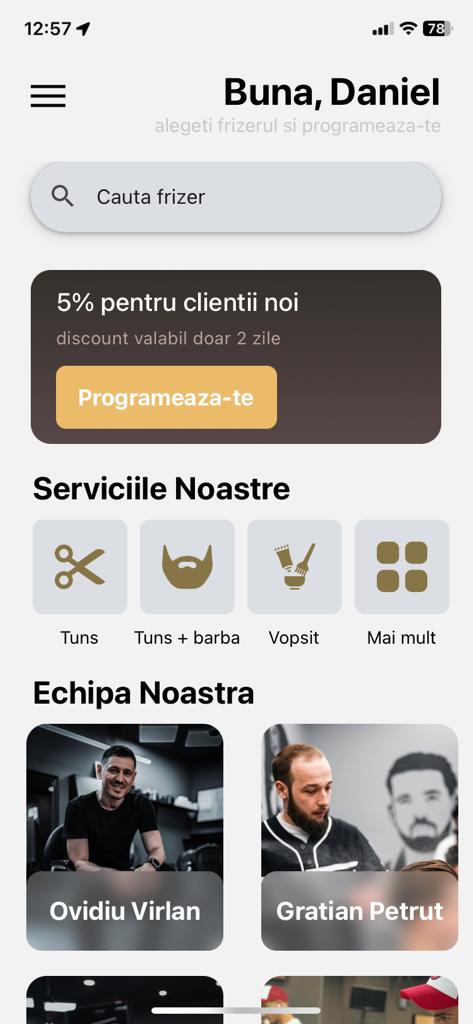 12:57
78
Buna, Daniel
alegeti frizerul si programeaza-te
Cauta frizer
5% pentru clientii noi
discount valabil doar 2 zile
Programeaza-te
Serviciile Noastre
Tuns
Tuns + barba
Vopsit
Mai mult
Echipa Noastra
Ovidiu Virlan
Gratian Petrut